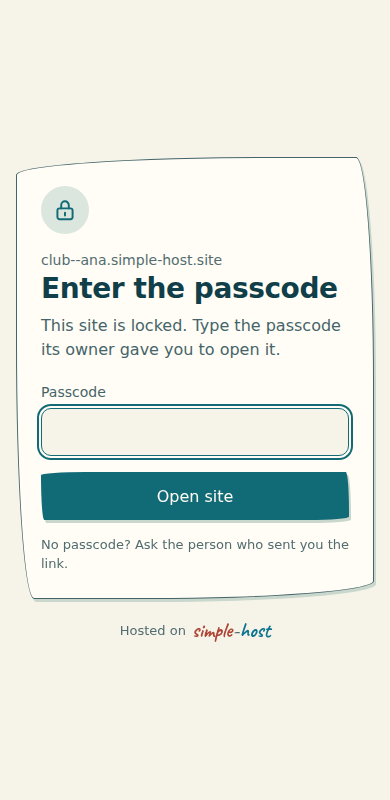 club--ana.simple-host.site
Enter the passcode
This site is locked. Type the passcode
its owner gave you to open it.
Passcode
Open site
No passcode? Ask the person who sent you the
link.
Hosted on simple-host